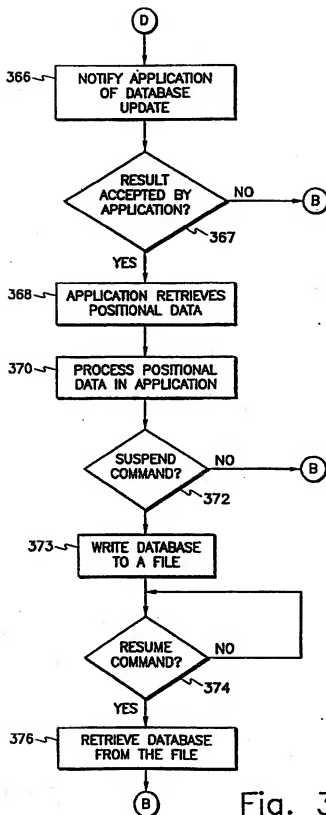 D
366
NOTIFY APPLICATION
OF DATABASE
UPDATE
RESULT
ACCEPTED BY
APPLICATION?
NO
B
367
YES
368
APPLICATION RETRIEVES
POSITIONAL DATA
370
PROCESS POSITIONAL
DATA IN APPLICATION
SUSPEND
COMMAND?
NO
B
372
373
WRITE DATABASE
TO A FILE
RESUME
COMMAND?
NO
374
YES
376
RETRIEVE DATABASE
FROM THE FILE
B
Fig. 3